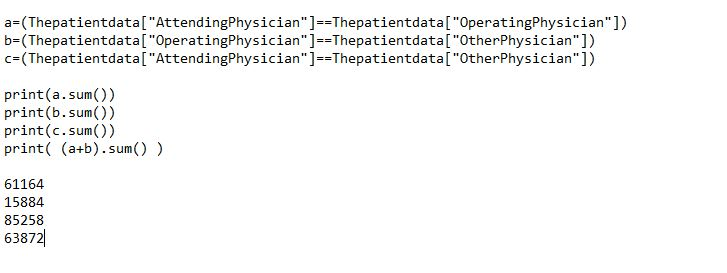 a=(Thepatientdata["AttendingPhysician"]==Thepatientdata["OperatingPhysician"])
b=(Thepatientdata["OperatingPhysician"]==Thepatientdata["OtherPhysician"])
c=(Thepatientdata["AttendingPhysician"]==Thepatientdata["OtherPhysician"])
print(a.sum())
print(b.sum())
print(c.sum())
print( (a+b).sum() )
61164
15884
85258
63872